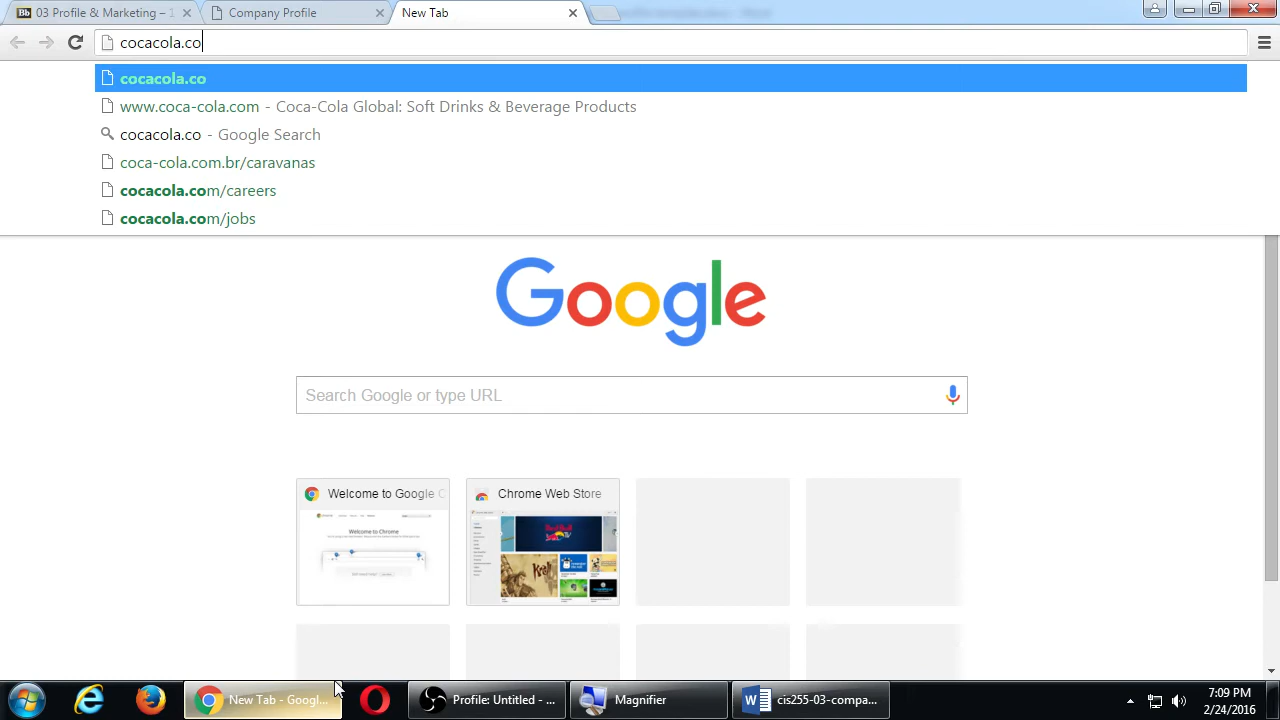 03 Profile & Marketing – 1
Company Profile
New Tab
cocacola.co
cocacola.co
www.coca-cola.com - Coca-Cola Global: Soft Drinks & Beverage Products
cocacola.co - Google Search
coca-cola.com.br/caravanas
cocacola.com/careers
cocacola.com/jobs
Google
Search Google or type URL
Welcome to Google C
Chrome Web Store
Welcome to Chrome
New Tab - Googl...
Profile: Untitled - ...
Magnifier
cis255-03-compa...
7:09 PM
2/24/2016